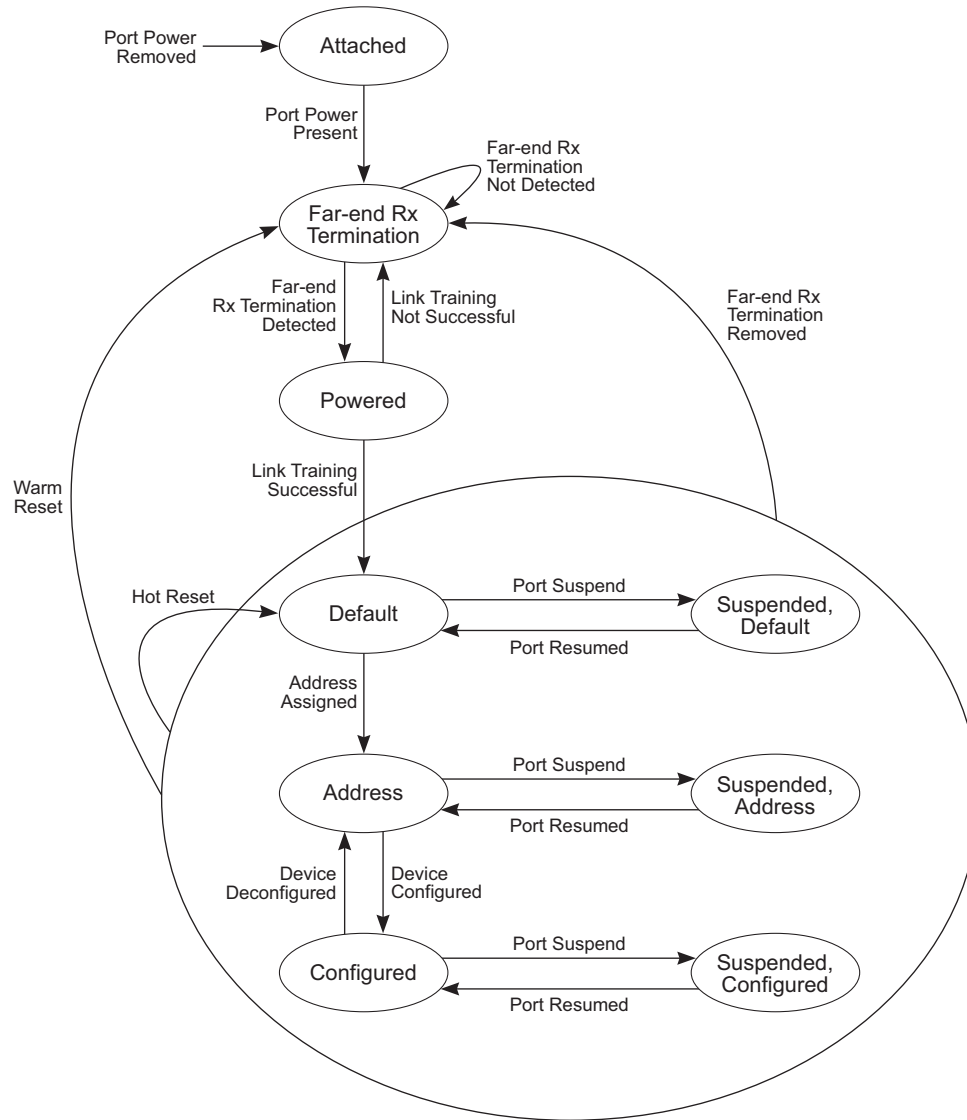 Port Power
Removed
Attached
Port Power
Present
Far-end Rx
Termination
Not Detected
Far-end Rx
Termination
Far-end
Rx Termination
Detected
Link Training
Not Successful
Far-end Rx
Termination
Removed
Powered
Warm
Reset
Link Training
Successful
Hot Reset
Default
Port Suspend
Port Resumed
Suspended,
Default
Address
Assigned
Address
Port Suspend
Port Resumed
Suspended,
Address
Device
Deconfigured
Device
Configured
Configured
Port Suspend
Port Resumed
Suspended,
Configured